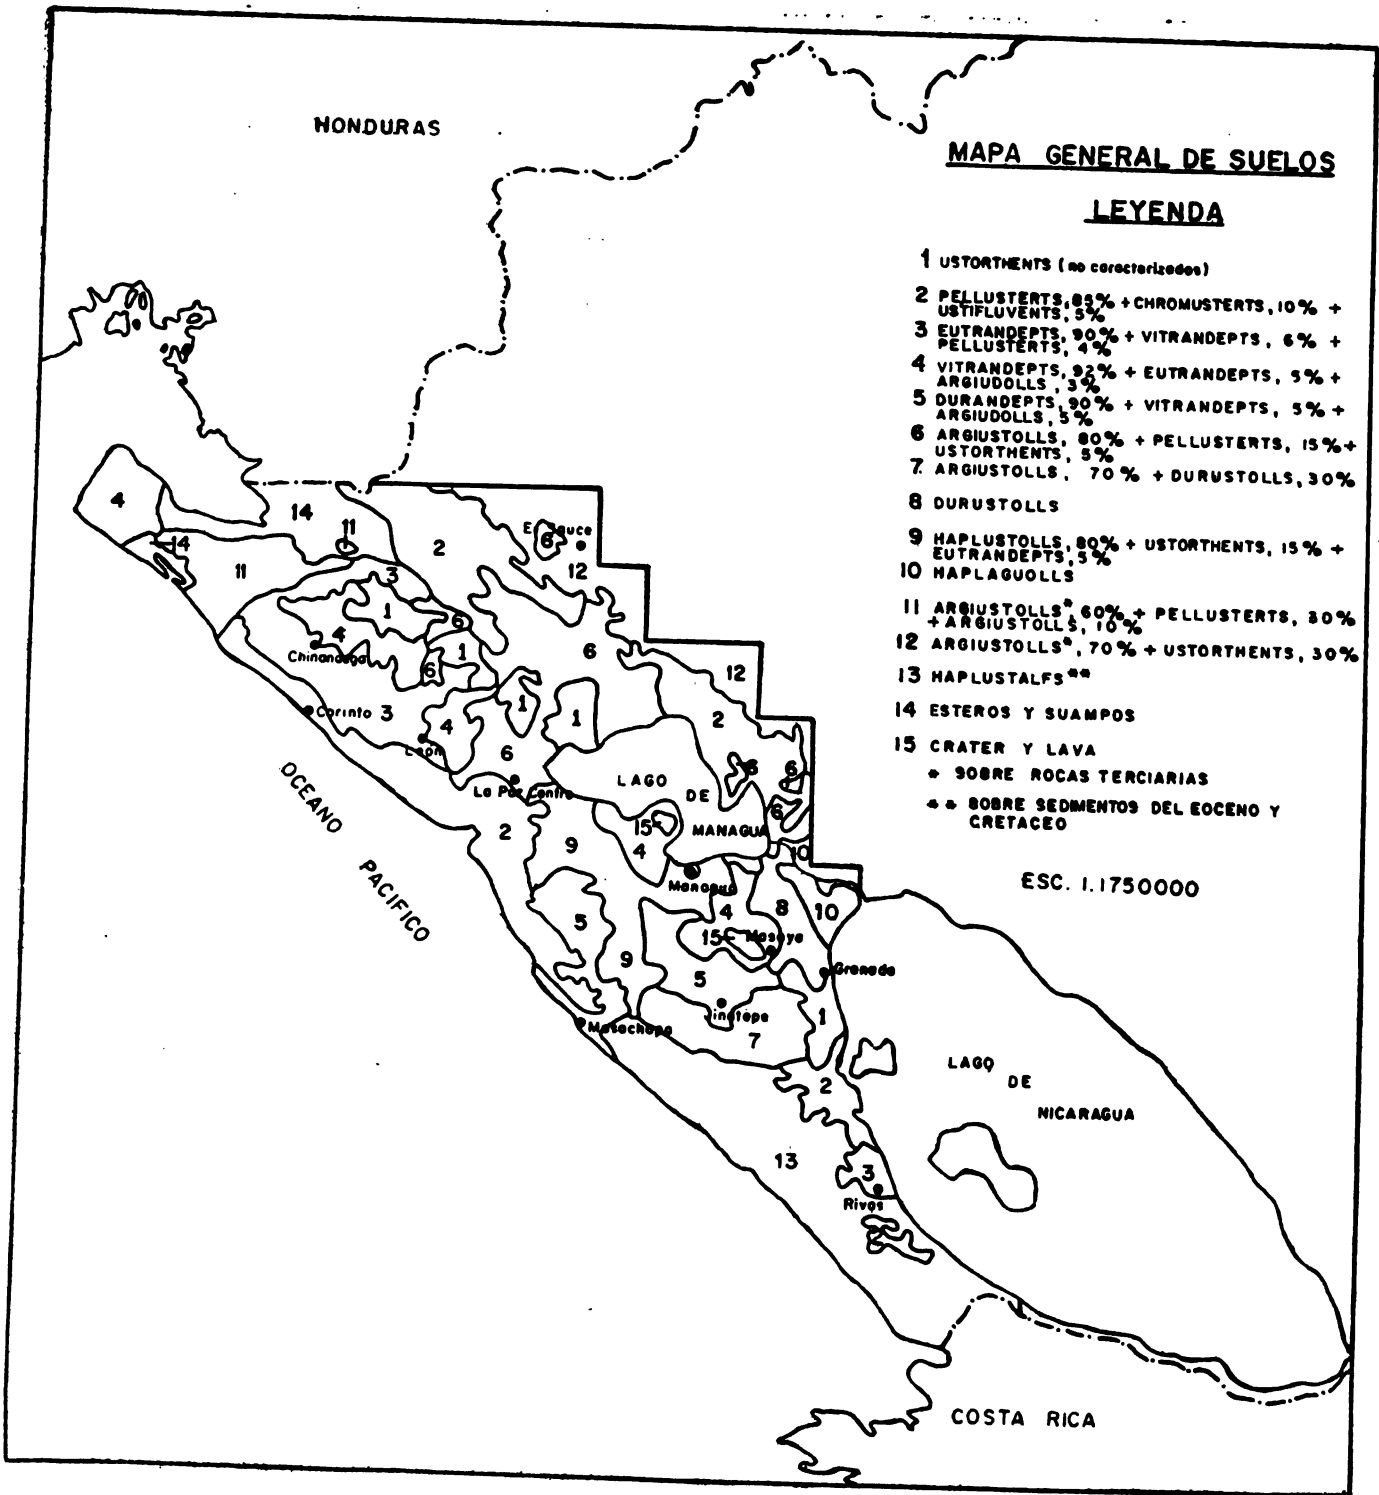 HONDURAS
MAPA GENERAL DE SUELOS
LEYENDA
1 USTORTHENTS (no caracterizados)
2 PELLUSTERTS, 85% + CHROMUSTERTS, 10% +
USTIFLUVENTS, 5%
3 EUTRANDEPTS, 90% + VITRANDEPTS, 6% +
PELLUSTERTS, 4%
4 VITRANDEPTS, 92% + EUTRANDEPTS, 5% +
ARGIUDOLLS, 3%
5 DURANDEPTS, 90% + VITRANDEPTS, 5% +
ARGIUDOLLS, 5%
6 ARGIUSTOLLS, 80% + PELLUSTERTS, 15% +
USTORTHENTS, 5%
7. ARGIUSTOLLS, 70% + DURUSTOLLS, 30%
8 DURUSTOLLS
9 HAPLUSTOLLS, 80% + USTORTHENTS, 15% +
EUTRANDEPTS, 5%
10 HAPLAGUOLLS
11 ARGIUSTOLLS*, 60% + PELLUSTERTS, 30%
+ ARGIUSTOLLS, 10%
12 ARGIUSTOLLS*, 70% + USTORTHENTS, 30%
13 HAPLUSTALFS**
14 ESTEROS Y SUAMPOS
15 CRATER Y LAVA
* SOBRE ROCAS TERCIARIAS
** SOBRE SEDIMENTOS DEL EOCENO Y
CRETACEO
ESC. 1.1750000
4
14
11
2
6
12
14
11
3
1
4
6
Chinandega
6
1
6
12
Corinto
3
4
1
1
2
León
6
LAGO
DE
MANAGUA
6
6
6
La Paz Centro
OCEANO
PACIFICO
2
9
15
4
10
Managua
4
8
10
5
15
Masaya
9
5
Granada
Jinotepe
1
Masachapa
7
2
LAGO
DE
NICARAGUA
13
3
Rivas
COSTA RICA